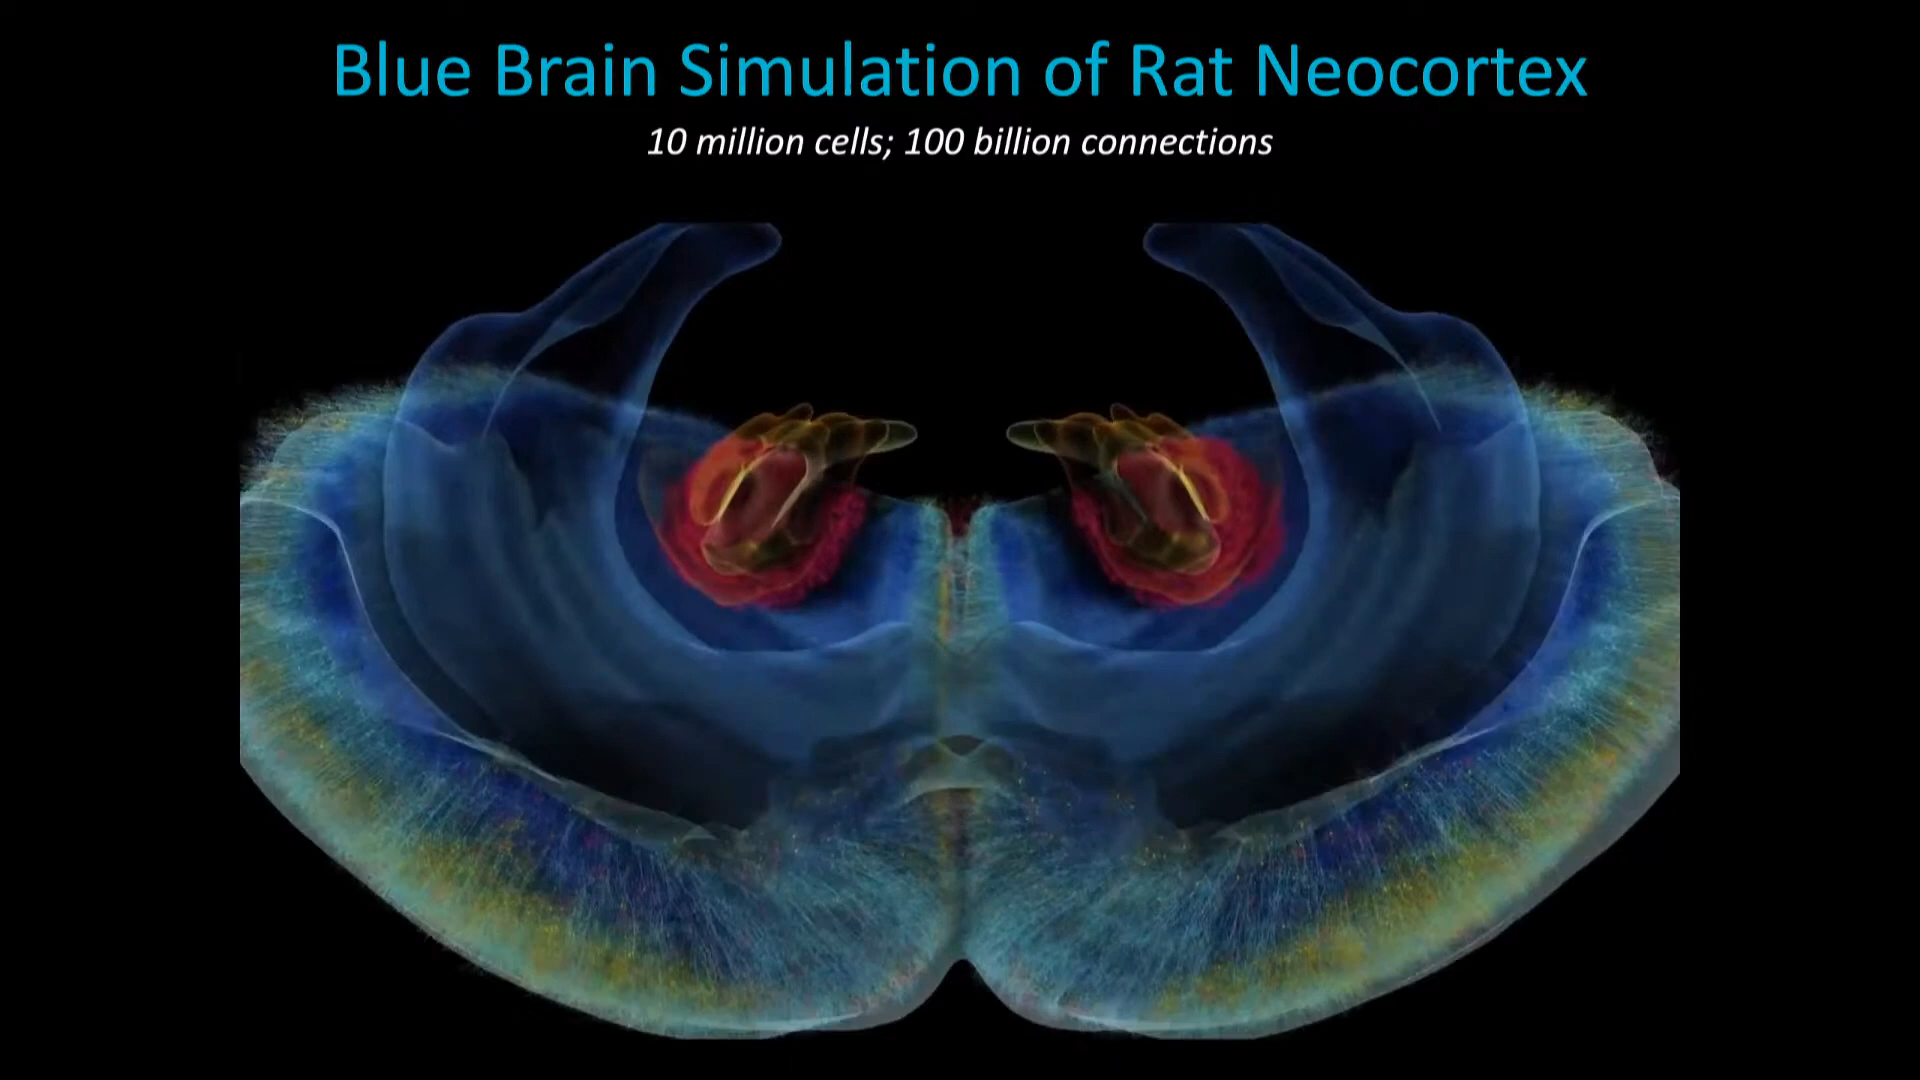 Blue Brain Simulation of Rat Neocortex
10 million cells; 100 billion connections